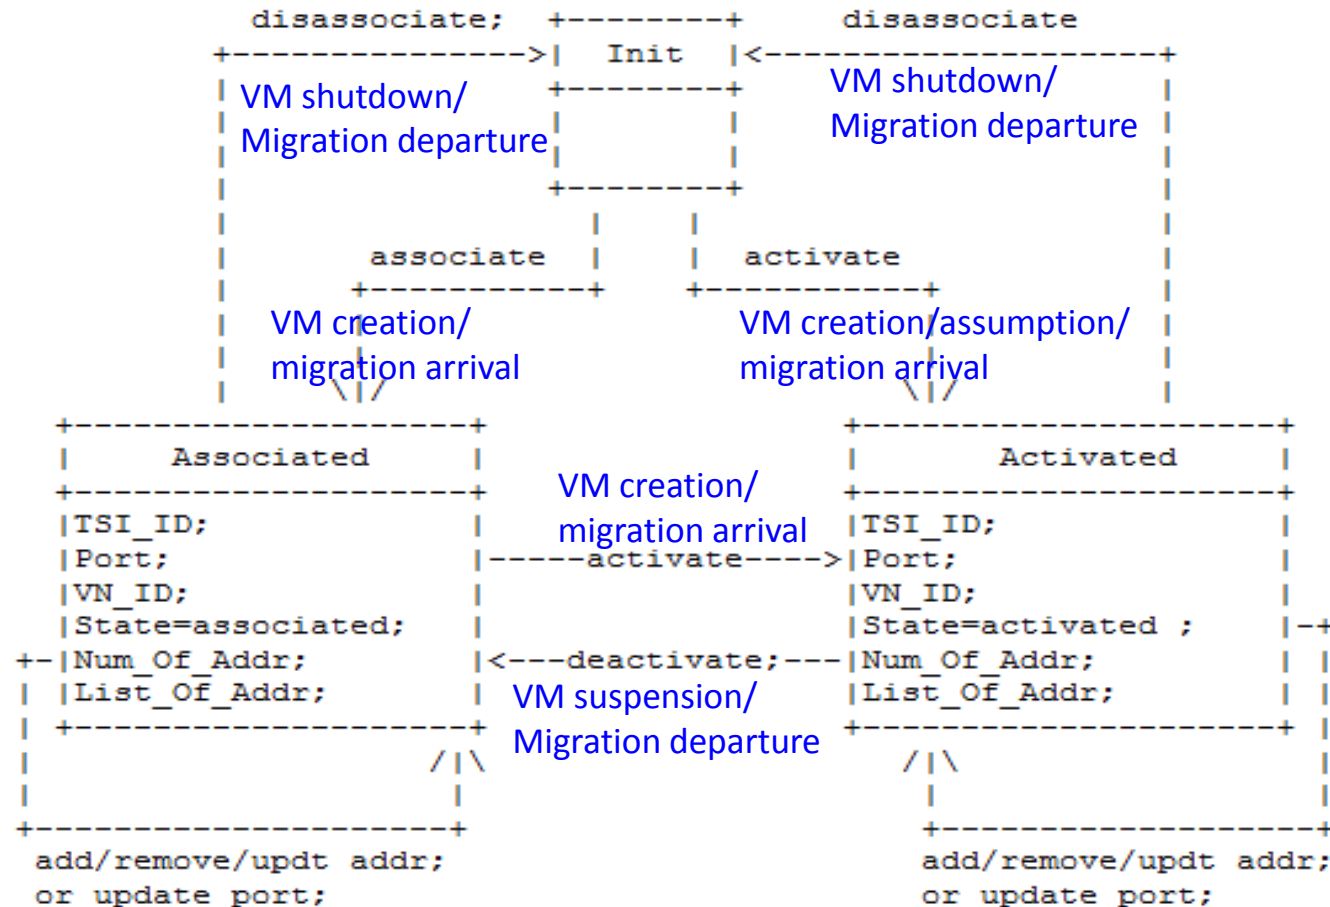 disassociate; +--------+ disassociate
+--------------->| Init |<---------------------+
VM shutdown/
Migration departure
VM shutdown/
Migration departure
associate | | activate
VM creation/
migration arrival
VM creation/assumption/
migration arrival
Associated
Activated
VM creation/
migration arrival
|TSI_ID; | |TSI_ID; |
|Port; |-----activate---->|Port; |
|VN_ID; | |VN_ID; |
|State=associated; | |State=activated ; |-+
+-|Num_Of_Addr; |<---deactivate;---|Num_Of_Addr; | |
| |List_Of_Addr; | |List_Of_Addr; | |
VM suspension/
Migration departure
add/remove/updt addr; add/remove/updt addr;
or update port; or update port;